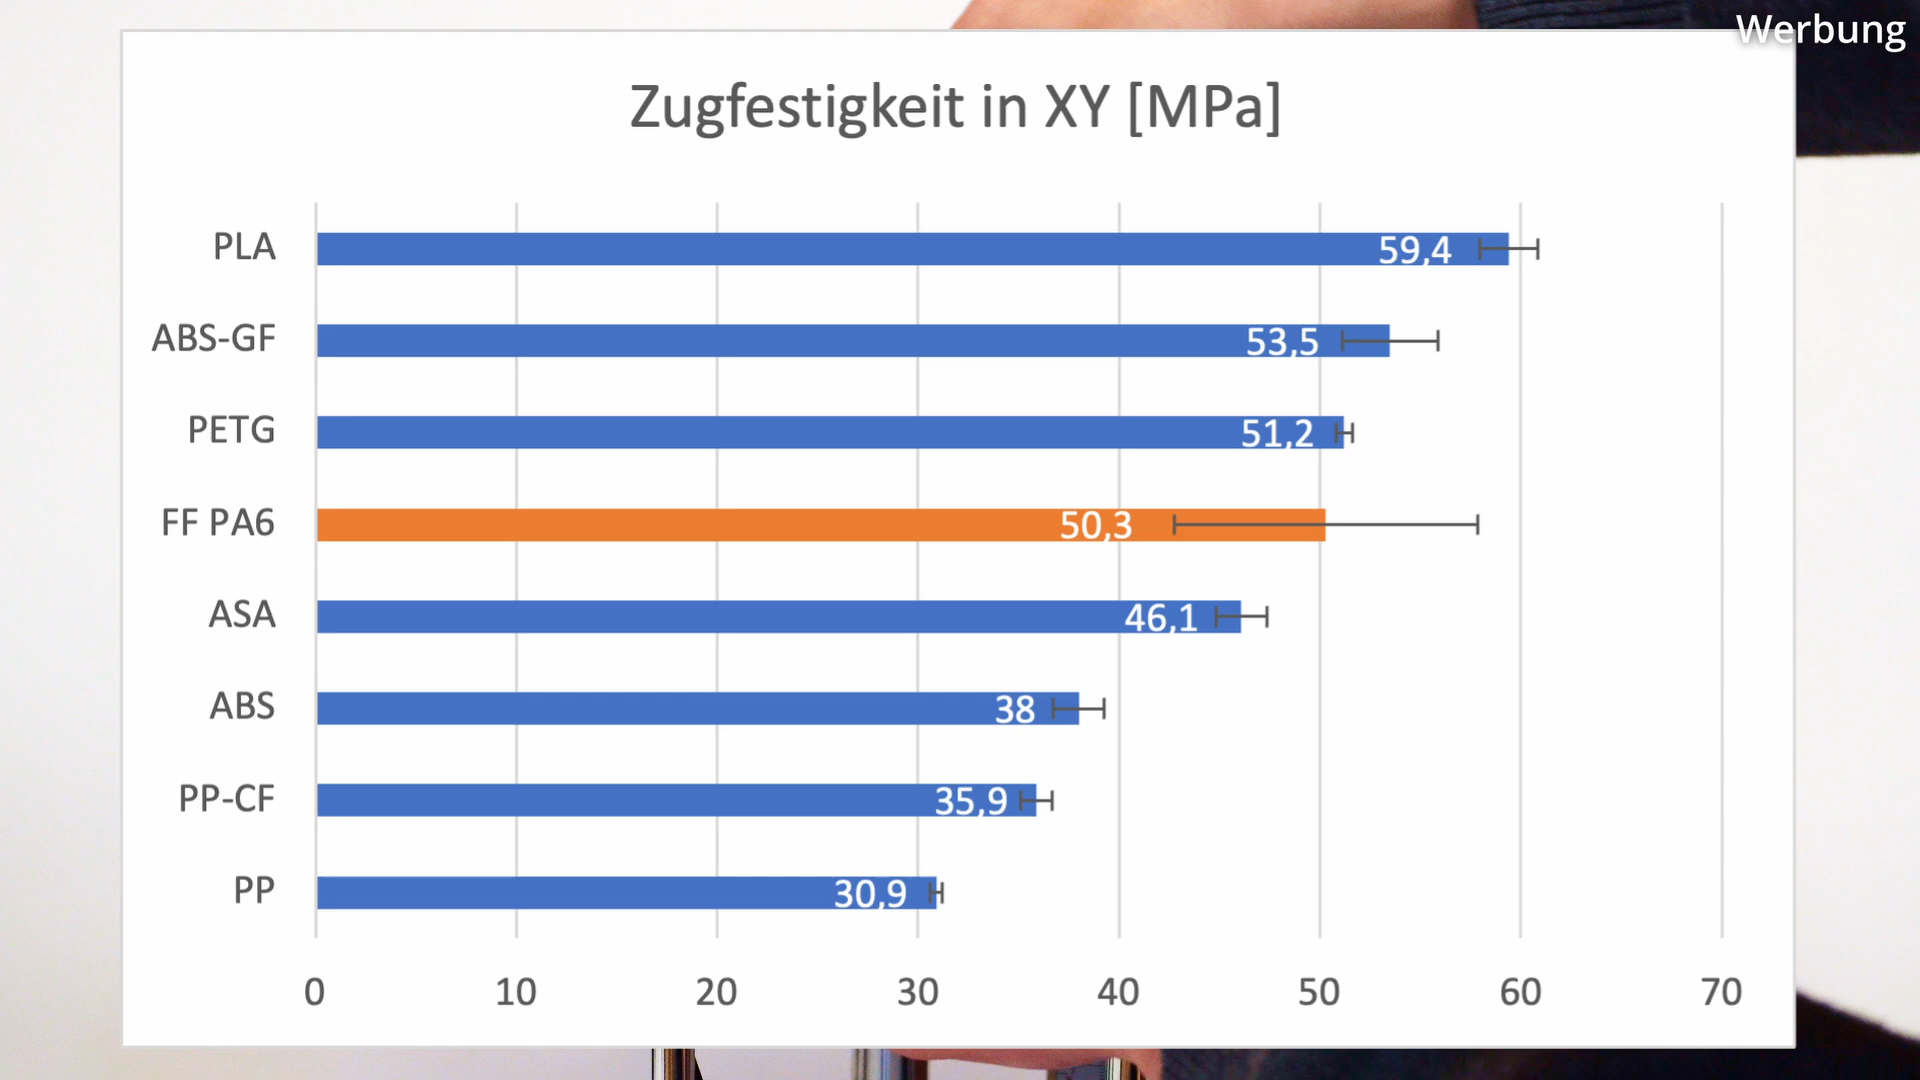 Werbung
Zugfestigkeit in XY [MPa]
PLA 59,4
ABS-GF 53,5
PETG 51,2
FF PA6 50,3
ASA 46,1
ABS 38
PP-CF 35,9
PP 30,9
0 10 20 30 40 50 60 70